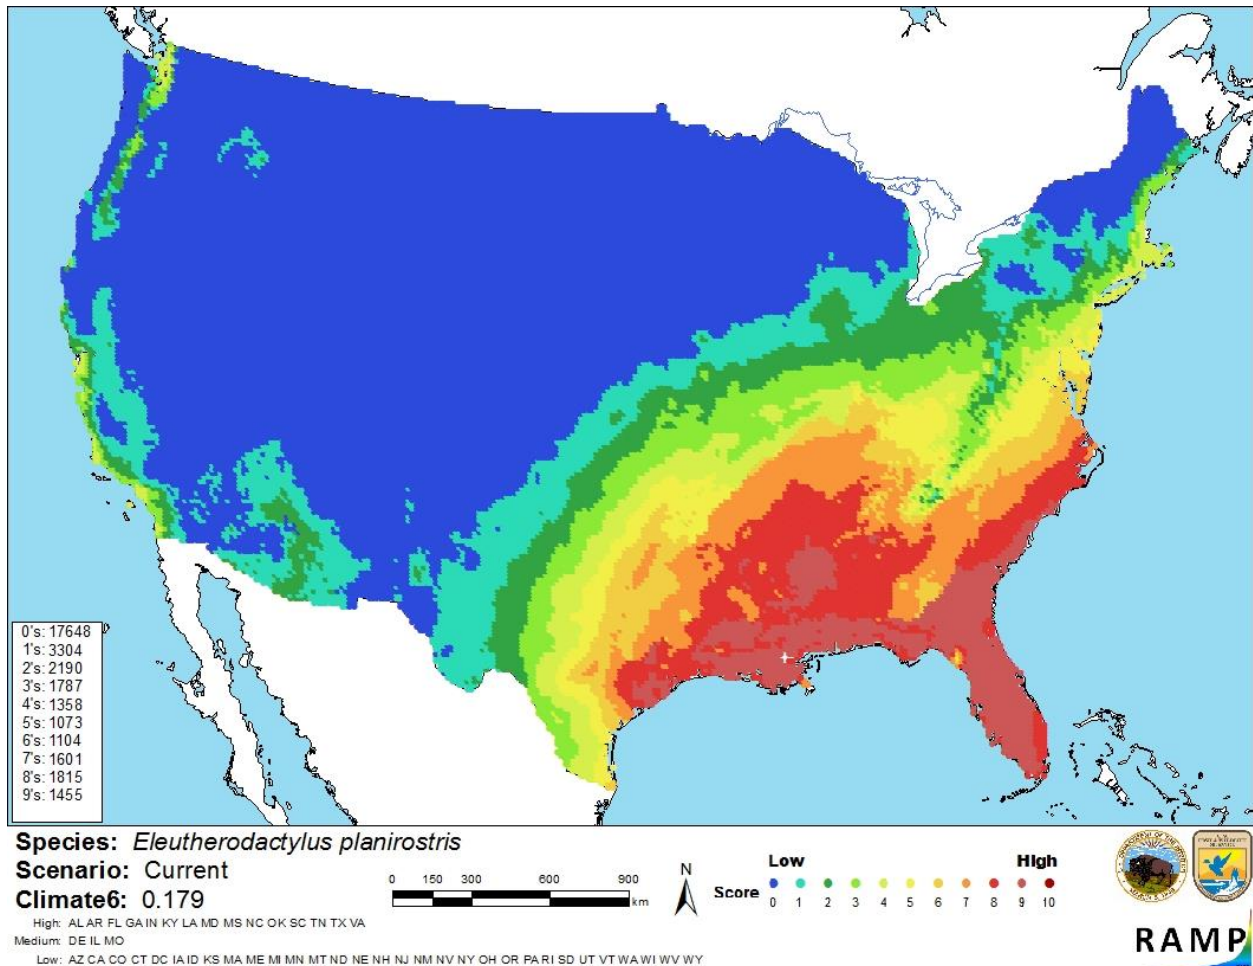 0's: 17648
1's: 3304
2's: 2190
3's: 1787
4's: 1358
5's: 1073
6's: 1104
7's: 1601
8's: 1815
9's: 1455
Species: Eleutherodactylus planirostris
Scenario: Current
Climate6: 0.179
High: AL AR FL GA IN KY LA MD MS NC OK SC TN TX VA
Medium: DE IL MO
Low: AZ CA CO CT DC IA ID KS MA ME MI MN MT ND NE NH NJ NM NV NY OH OR PA RI SD UT VT WA WI WV WY
0 150 300 600 900
km
N
Low High
Score
0 1 2 3 4 5 6 7 8 9 10
RAMP